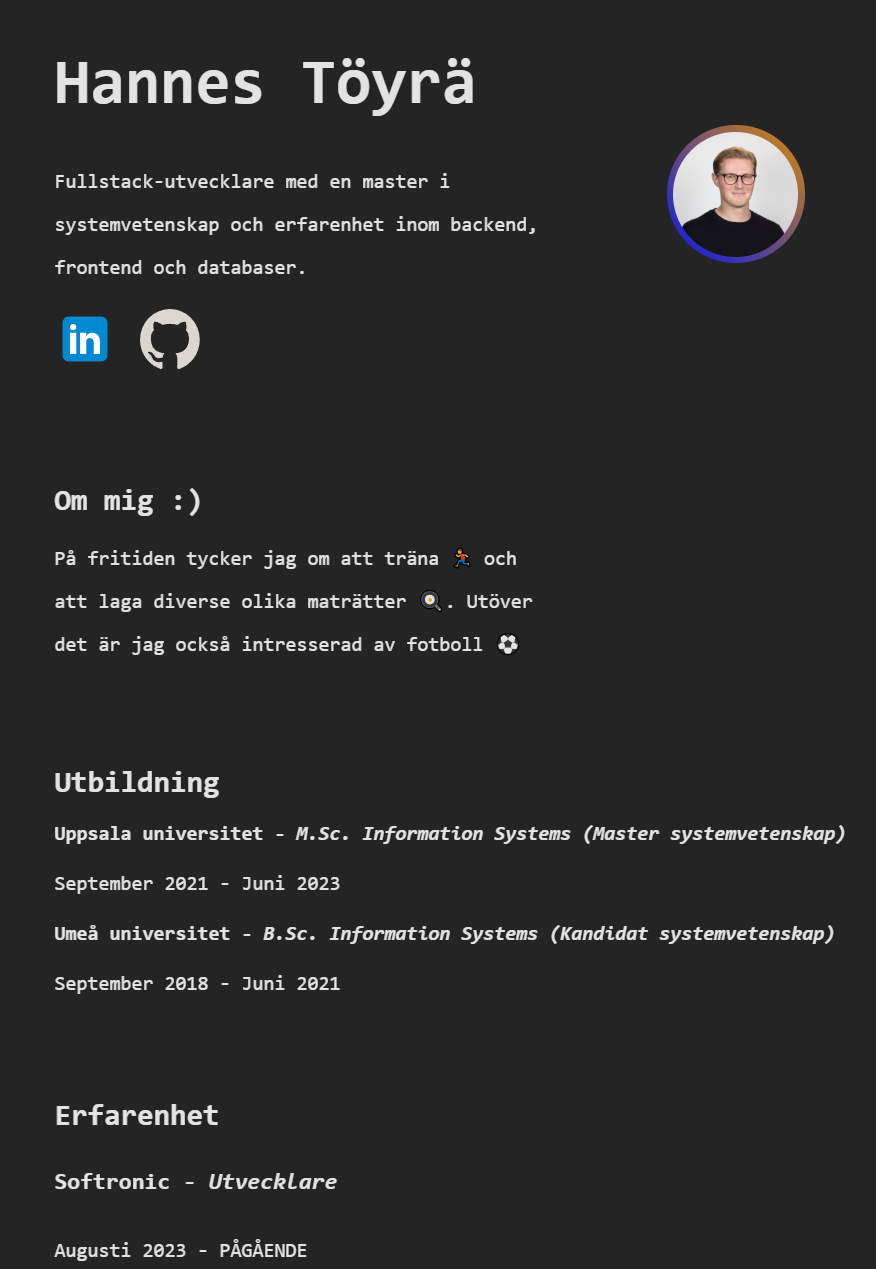 Hannes Töyrä
Fullstack-utvecklare med en master i
systemvetenskap och erfarenhet inom backend,
frontend och databaser.
in
Om mig :)
På fritiden tycker jag om att träna 🏃 och
att laga diverse olika maträtter 🍳. Utöver
det är jag också intresserad av fotboll ⚽
Utbildning
Uppsala universitet - M.Sc. Information Systems (Master systemvetenskap)
September 2021 - Juni 2023
Umeå universitet - B.Sc. Information Systems (Kandidat systemvetenskap)
September 2018 - Juni 2021
Erfarenhet
Softronic - Utvecklare
Augusti 2023 - PÅGÅENDE